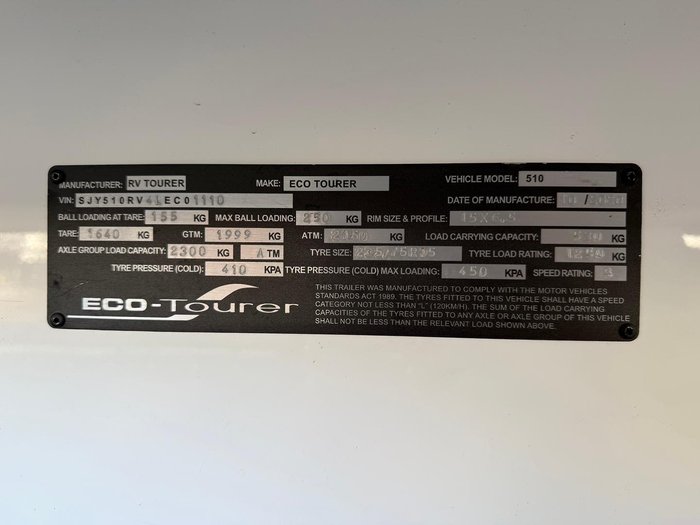 MANUFACTURER: RV TOURER MAKE: ECO TOURER VEHICLE MODEL: 510
VIN: SJY510RV4LEC01110 DATE OF MANUFACTURE:
BALL LOADING AT TARE: 155 KG MAX BALL LOADING: 250 KG RIM SIZE & PROFILE:
TARE: 1640 KG GTM: 1999 KG ATM: KG LOAD CARRYING CAPACITY: KG
AXLE GROUP LOAD CAPACITY: 2300 KG ATM TYRE SIZE: TYRE LOAD RATING: KG
TYRE PRESSURE (COLD): 410 KPA TYRE PRESSURE (COLD) MAX LOADING: 450 KPA SPEED RATING:
ECO-Tourer
THIS TRAILER WAS MANUFACTURED TO COMPLY WITH THE MOTOR VEHICLES
STANDARDS ACT 1989. THE TYRES FITTED TO THIS VEHICLE SHALL HAVE A SPEED
CATEGORY NOT LESS THAN "L" (120KM/H). THE SUM OF THE LOAD CARRYING
CAPACITIES OF THE TYRES FITTED TO ANY AXLE OR AXLE GROUP OF THIS VEHICLE
SHALL NOT BE LESS THAN THE RELEVANT LOAD SHOWN ABOVE.